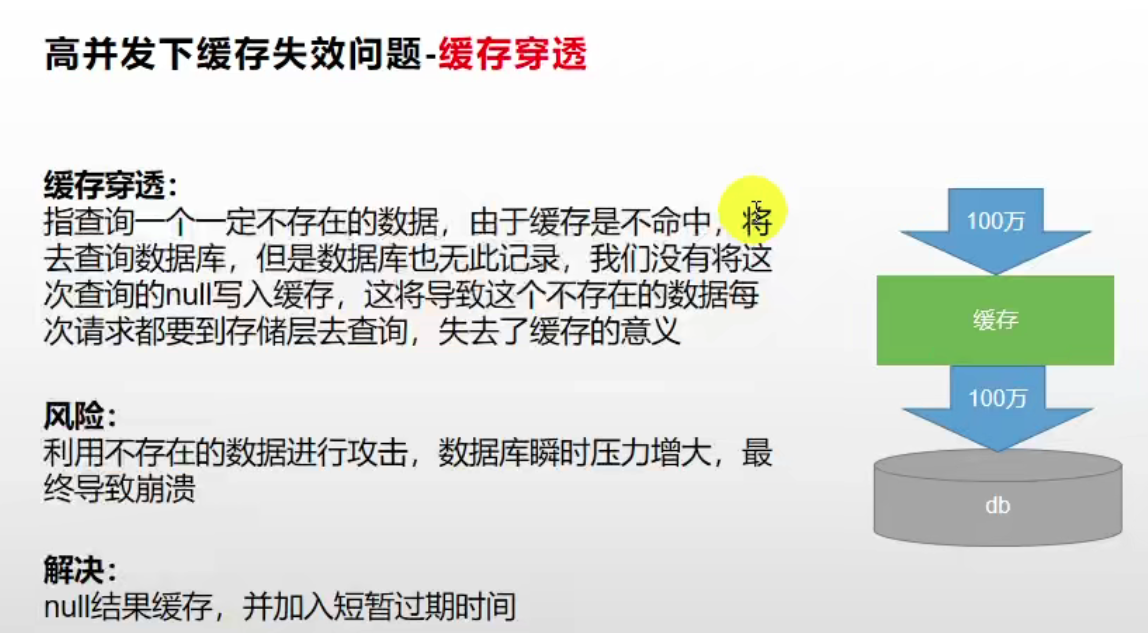 高并发下缓存失效问题-缓存穿透
缓存穿透：
指查询一个一定不存在的数据，由于缓存是不命中，将
去查询数据库，但是数据库也无此记录，我们没有将这
次查询的null写入缓存，这将导致这个不存在的数据每
次请求都要到存储层去查询，失去了缓存的意义
风险：
利用不存在的数据进行攻击，数据库瞬时压力增大，最
终导致崩溃
解决：
null结果缓存，并加入短暂过期时间
100万
缓存
100万
db